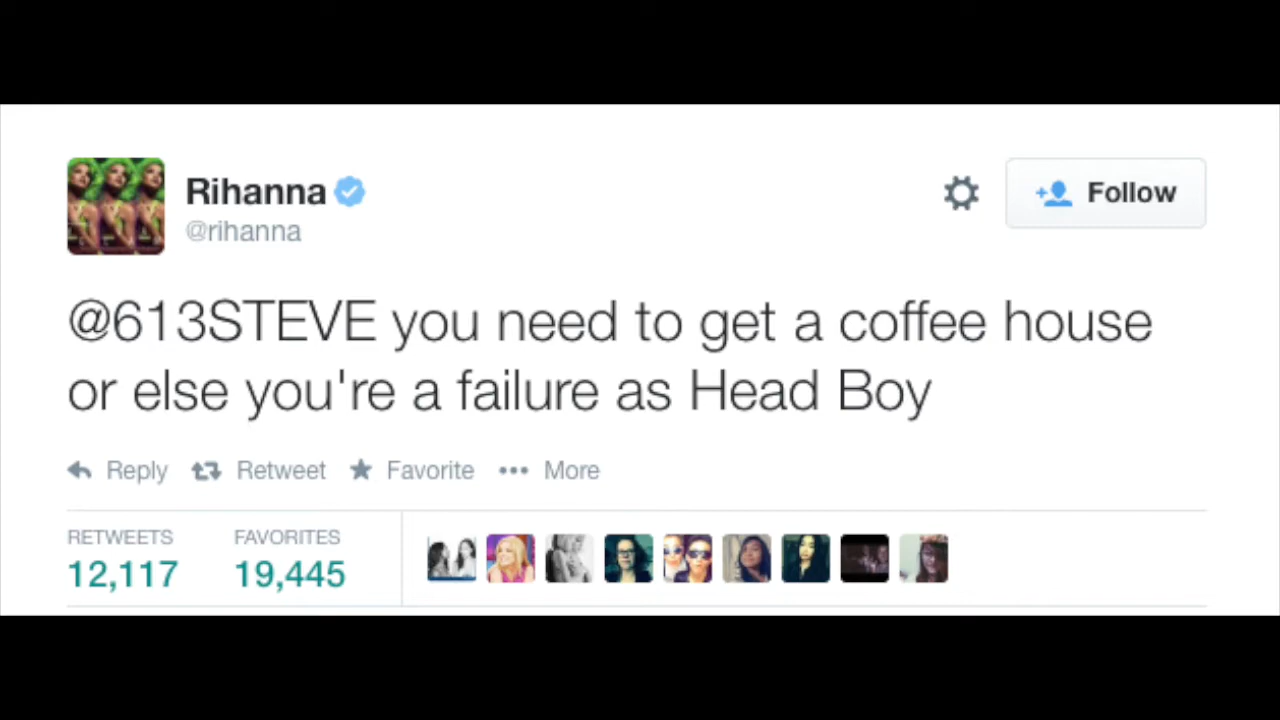 Rihanna
@rihanna
Follow
@613STEVE you need to get a coffee house
or else you're a failure as Head Boy
Reply Retweet Favorite More
RETWEETS FAVORITES
12,117 19,445